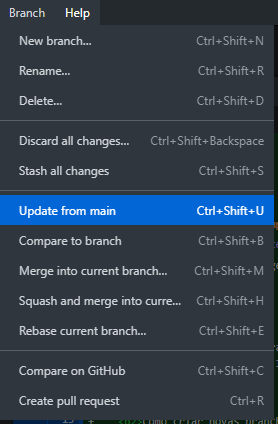 Branch Help
New branch... Ctrl+Shift+N
Rename... Ctrl+Shift+R
Delete... Ctrl+Shift+D
Discard all changes... Ctrl+Shift+Backspace
Stash all changes Ctrl+Shift+S
Update from main Ctrl+Shift+U
Compare to branch Ctrl+Shift+B
Merge into current branch... Ctrl+Shift+M
Squash and merge into curre... Ctrl+Shift+H
Rebase current branch... Ctrl+Shift+E
Compare on GitHub Ctrl+Shift+C
Create pull request Ctrl+R